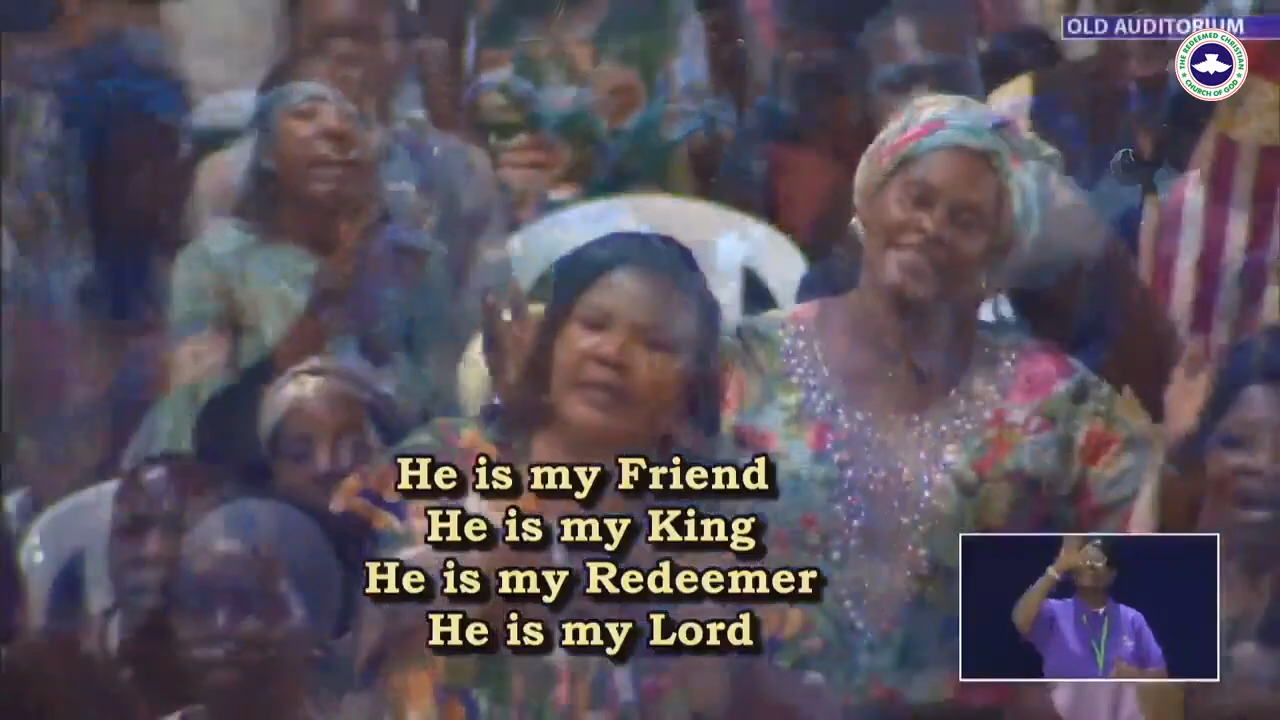 OLD AUDITORIUM
THE REDEEMED CHRISTIAN
CHURCH OF GOD
He is my Friend
He is my King
He is my Redeemer
He is my Lord